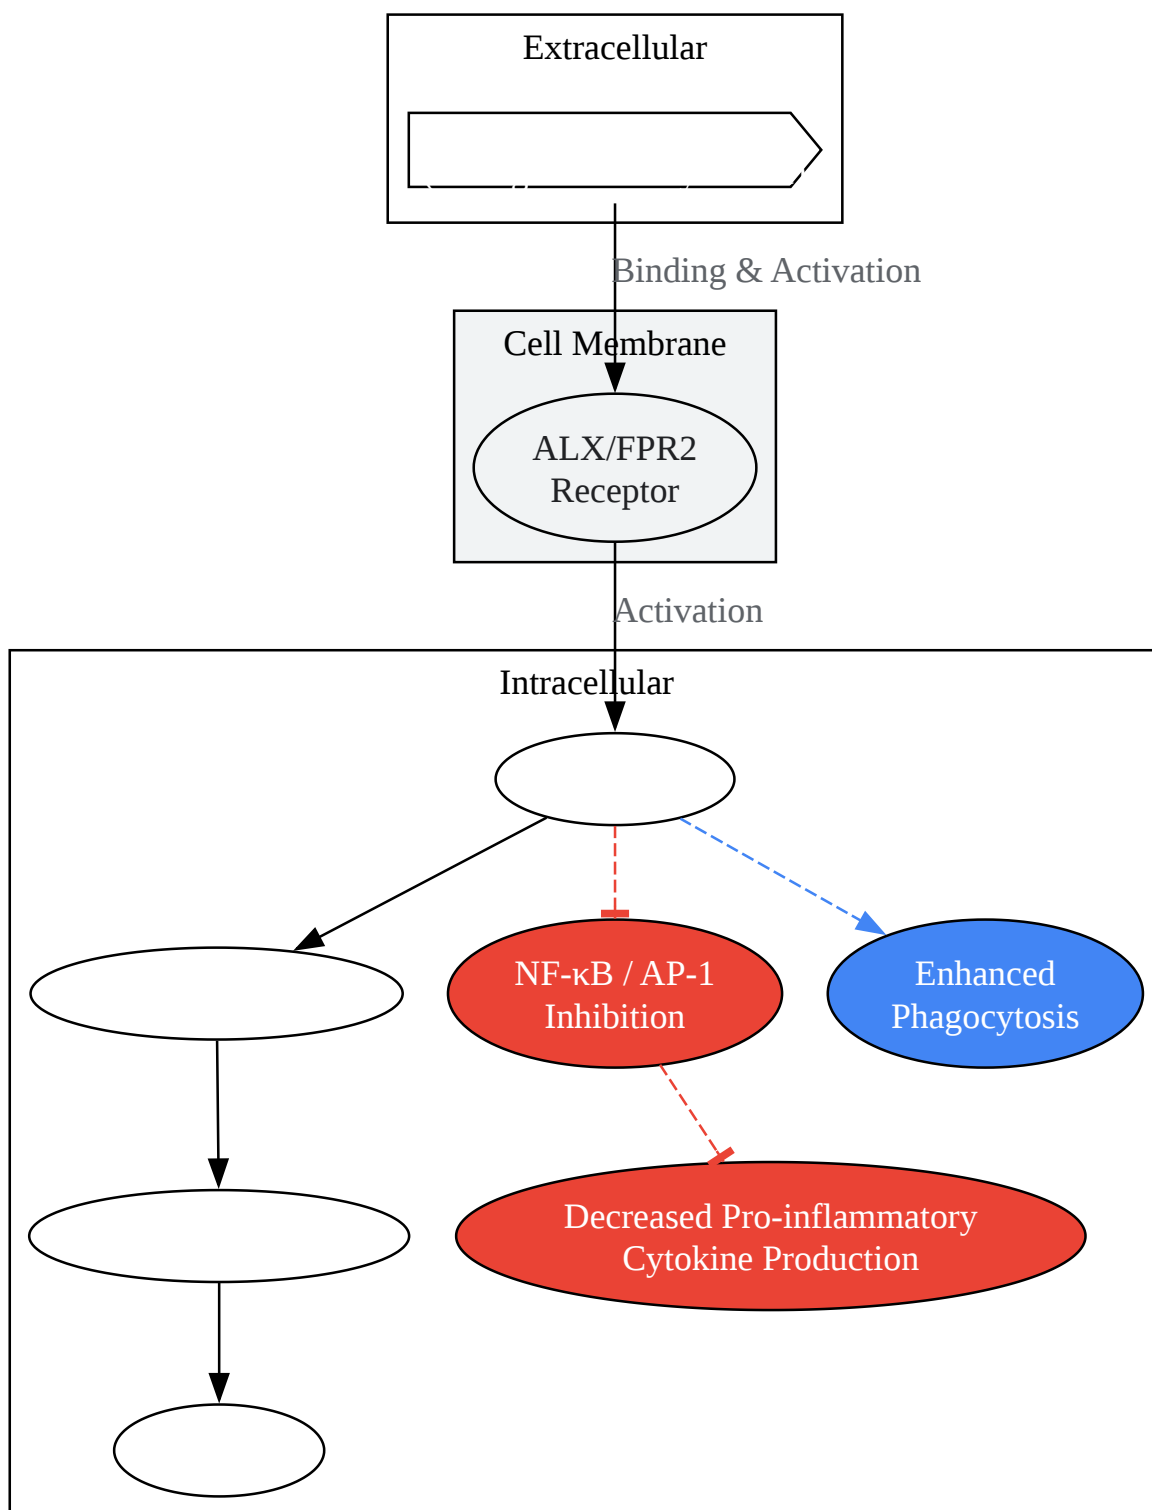 Extracellular
Binding & Activation
Cell Membrane
ALX/FPR2
Receptor
Activation
Intracellular
NF-κB / AP-1
Inhibition
Enhanced
Phagocytosis
Decreased Pro-inflammatory
Cytokine Production